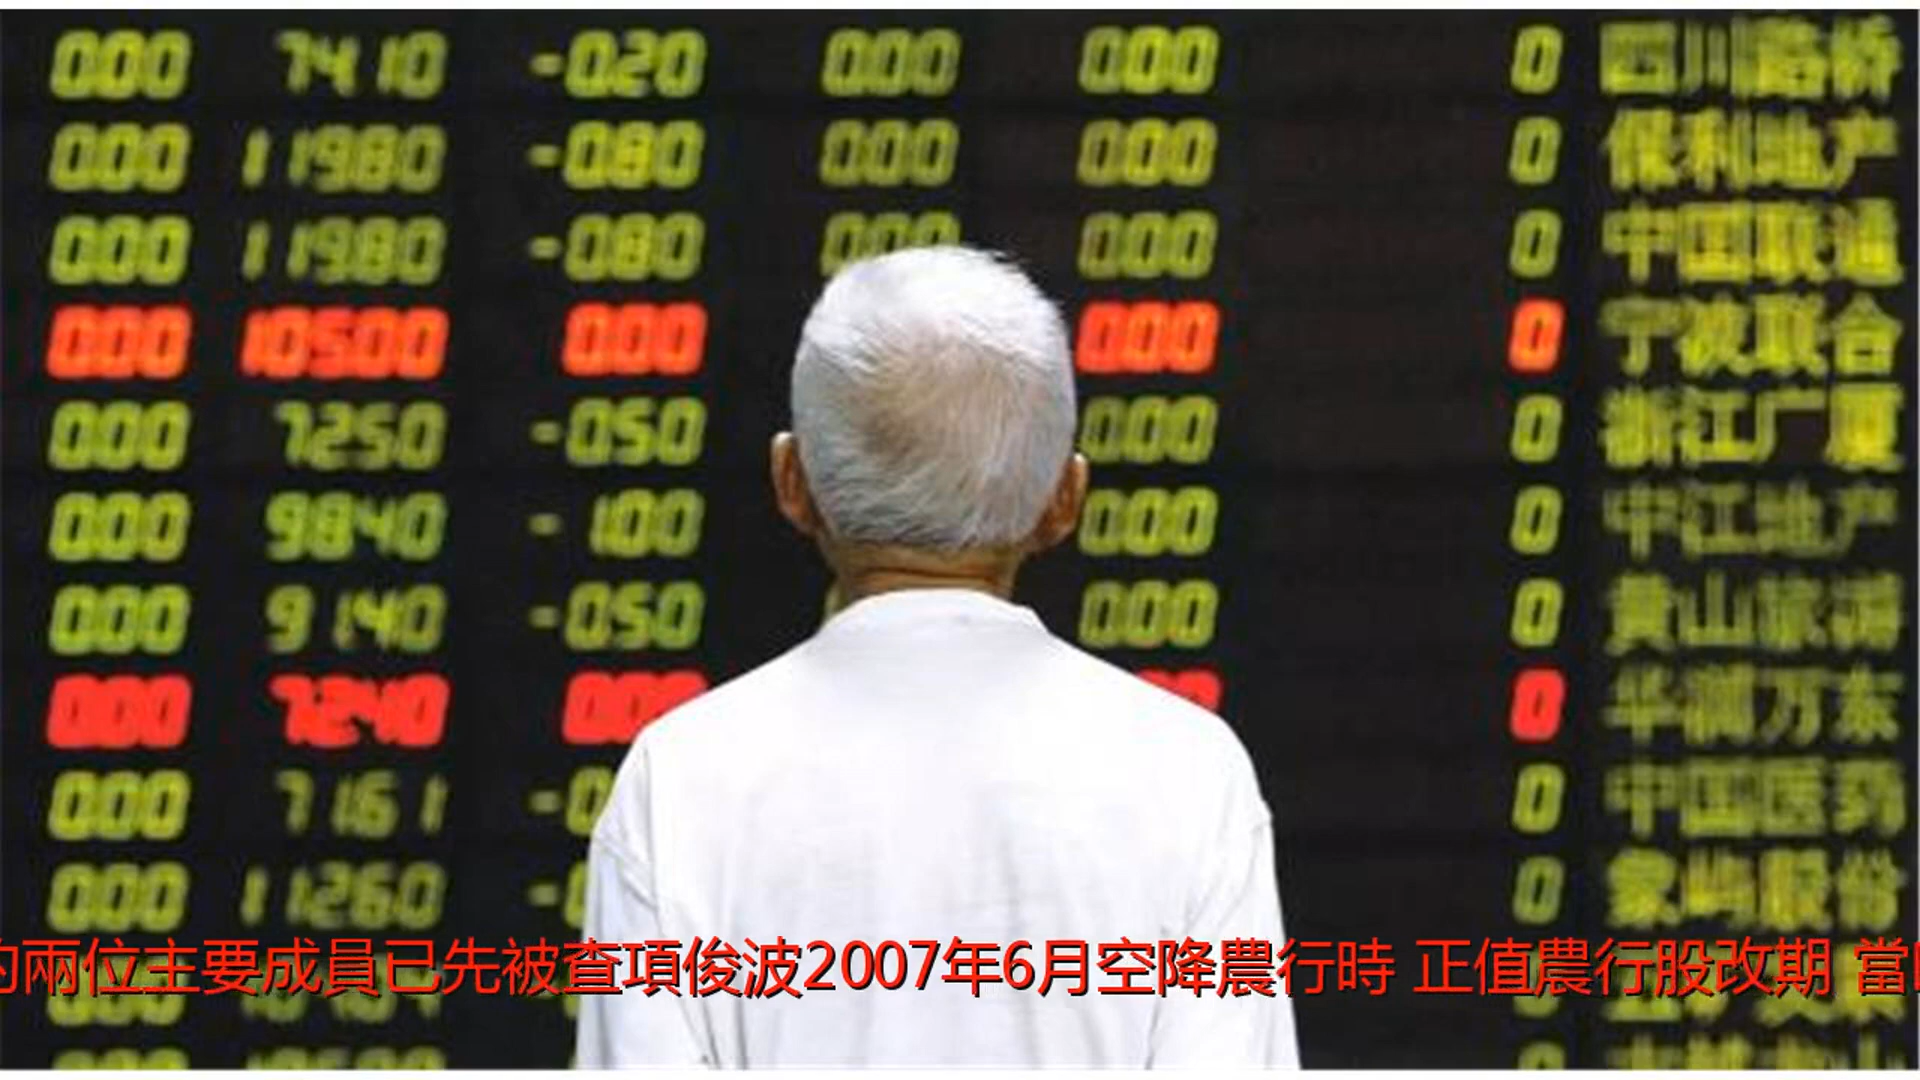 000 7410 -020 000 000 0 四川路桥
000 11980 -080 000 000 0 保利地产
000 11980 -080 000 000 0 中国联通
000 10500 000 000 0 宁波联合
000 7250 -050 000 0 浙江广厦
000 9840 -100 000 0 中江地产
000 9140 -050 000 0 黄山旅游
000 7240 0 华润万东
000 7161 0 中国医药
000 11260 0 象屿股份
兩位主要成員已先被查項俊波2007年6月空降農行時 正值農行股改期 當